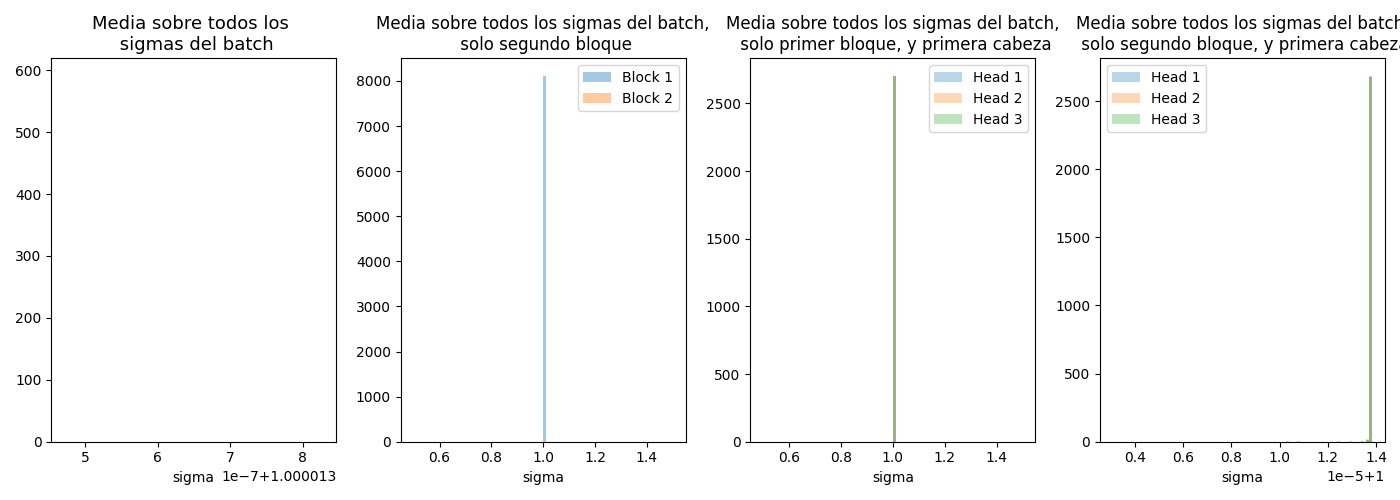 Media sobre todos los
sigmas del batch
600
500
400
300
200
100
0
5
6
7
8
sigma
1e−7+1.000013
Media sobre todos los sigmas del batch,
solo segundo bloque
Block 1
Block 2
8000
7000
6000
5000
4000
3000
2000
1000
0
0.6
0.8
1.0
1.2
1.4
sigma
Media sobre todos los sigmas del batch,
solo primer bloque, y primera cabeza
Head 1
Head 2
Head 3
2500
2000
1500
1000
500
0
0.6
0.8
1.0
1.2
1.4
sigma
Media sobre todos los sigmas del batch
solo segundo bloque, y primera cabeza
Head 1
Head 2
Head 3
2500
2000
1500
1000
500
0
0.4
0.6
0.8
1.0
1.2
1.4
sigma
1e−5+1